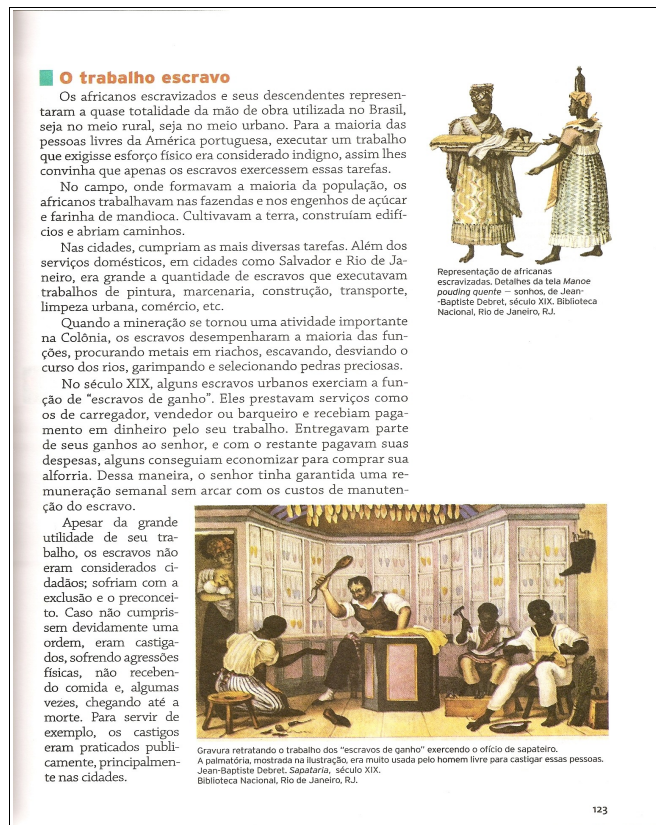 O trabalho escravo
Os africanos escravizados e seus descendentes represen-
taram a quase totalidade da mão de obra utilizada no Brasil,
seja no meio rural, seja no meio urbano. Para a maioria das
pessoas livres da América portuguesa, executar um trabalho
que exigisse esforço físico era considerado indigno, assim lhes
convinha que apenas os escravos exercessem essas tarefas.
No campo, onde formavam a maioria da população, os
africanos trabalhavam nas fazendas e nos engenhos de açúcar
e farinha de mandioca. Cultivavam a terra, construíam edifí-
cios e abriam caminhos.
Nas cidades, cumpriam as mais diversas tarefas. Além dos
serviços domésticos, em cidades como Salvador e Rio de Ja-
neiro, era grande a quantidade de escravos que executavam
trabalhos de pintura, marcenaria, construção, transporte,
limpeza urbana, comércio, etc.
Quando a mineração se tornou uma atividade importante
na Colônia, os escravos desempenharam a maioria das fun-
ções, procurando metais em riachos, escavando, desviando o
curso dos rios, garimpando e selecionando pedras preciosas.
No século XIX, alguns escravos urbanos exerciam a fun-
ção de “escravos de ganho”. Eles prestavam serviços como
os de carregador, vendedor ou barqueiro e recebiam paga-
mento em dinheiro pelo seu trabalho. Entregavam parte
de seus ganhos ao senhor, e com o restante pagavam suas
despesas, alguns conseguiam economizar para comprar sua
alforria. Dessa maneira, o senhor tinha garantida uma re-
muneração semanal sem arcar com os custos de manuten-
ção do escravo.
Apesar da grande
utilidade de seu tra-
balho, os escravos não
eram considerados ci-
dadãos; sofriam com a
exclusão e o preconcei-
to. Caso não cumpris-
sem devidamente uma
ordem, eram castiga-
dos, sofrendo agressões
físicas, não receben-
do comida e, algumas
vezes, chegando até a
morte. Para servir de
exemplo, os castigos
eram praticados publi-
camente, principalmen-
te nas cidades.
Representação de africanas
escravizadas. Detalhes da tela Manoe
pouding quente — sonhos, de Jean-
-Baptiste Debret, século XIX. Biblioteca
Nacional, Rio de Janeiro, RJ.
Gravura retratando o trabalho dos “escravos de ganho” exercendo o ofício de sapateiro.
A palmatória, mostrada na ilustração, era muito usada pelo homem livre para castigar essas pessoas.
Jean-Baptiste Debret. Sapataria, século XIX.
Biblioteca Nacional, Rio de Janeiro, RJ.
123